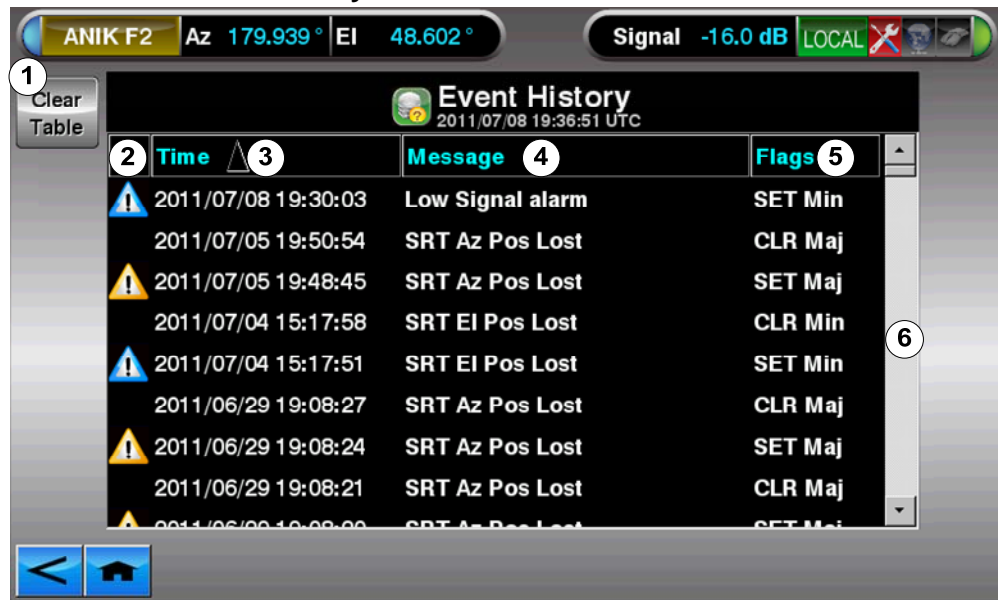 ANIK F2 Az 179.939 ° El 48.602 ° Signal -16.0 dB LOCAL
1
Clear
Table
Event History
2011/07/08 19:36:51 UTC
2 Time 3 Message 4 Flags 5
2011/07/08 19:30:03 Low Signal alarm SET Min
2011/07/05 19:50:54 SRT Az Pos Lost CLR Maj
2011/07/05 19:48:45 SRT Az Pos Lost SET Maj
2011/07/04 15:17:58 SRT El Pos Lost CLR Min
6
2011/07/04 15:17:51 SRT El Pos Lost SET Min
2011/06/29 19:08:27 SRT Az Pos Lost CLR Maj
2011/06/29 19:08:24 SRT Az Pos Lost SET Maj
2011/06/29 19:08:21 SRT Az Pos Lost CLR Maj
SRT Az Pos Lost SET Maj